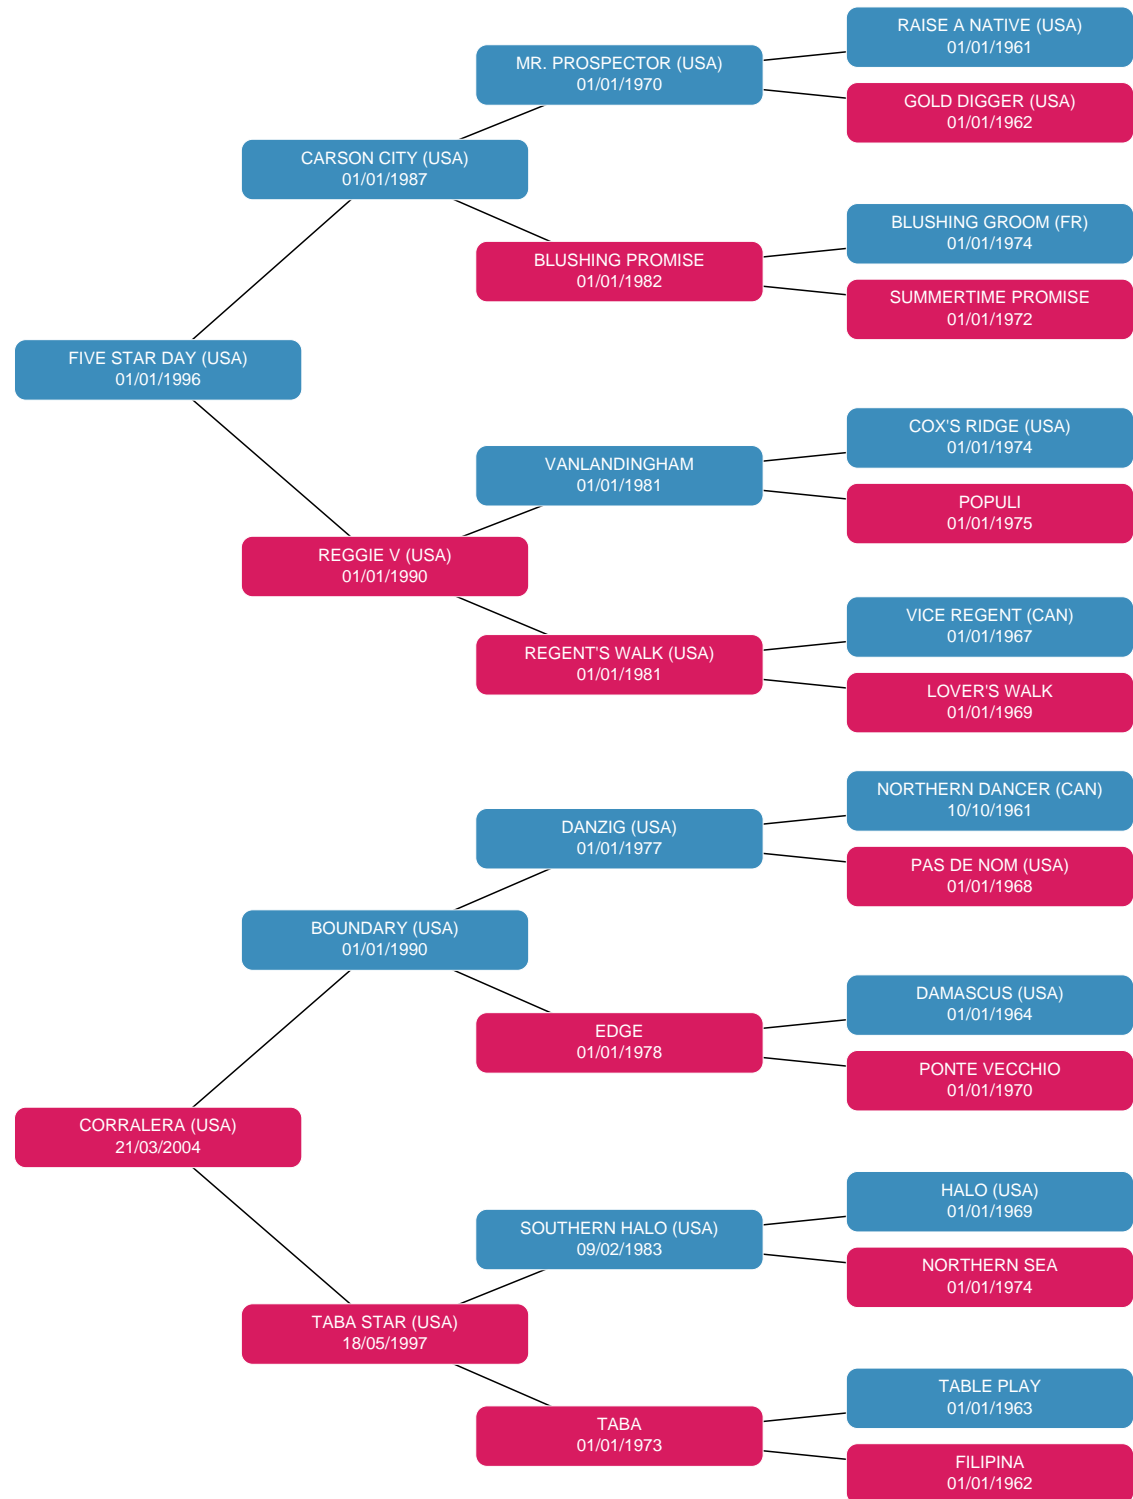 RAISE A NATIVE (USA)
01/01/1961
MR. PROSPECTOR (USA)
01/01/1970
GOLD DIGGER (USA)
01/01/1962
CARSON CITY (USA)
01/01/1987
BLUSHING GROOM (FR)
01/01/1974
BLUSHING PROMISE
01/01/1982
SUMMERTIME PROMISE
01/01/1972
FIVE STAR DAY (USA)
01/01/1996
COX'S RIDGE (USA)
01/01/1974
VANLANDINGHAM
01/01/1981
POPULI
01/01/1975
REGGIE V (USA)
01/01/1990
VICE REGENT (CAN)
01/01/1967
REGENT'S WALK (USA)
01/01/1981
LOVER'S WALK
01/01/1969
NORTHERN DANCER (CAN)
10/10/1961
DANZIG (USA)
01/01/1977
PAS DE NOM (USA)
01/01/1968
BOUNDARY (USA)
01/01/1990
DAMASCUS (USA)
01/01/1964
EDGE
01/01/1978
PONTE VECCHIO
01/01/1970
CORRALERA (USA)
21/03/2004
HALO (USA)
01/01/1969
SOUTHERN HALO (USA)
09/02/1983
NORTHERN SEA
01/01/1974
TABA STAR (USA)
18/05/1997
TABLE PLAY
01/01/1963
TABA
01/01/1973
FILIPINA
01/01/1962